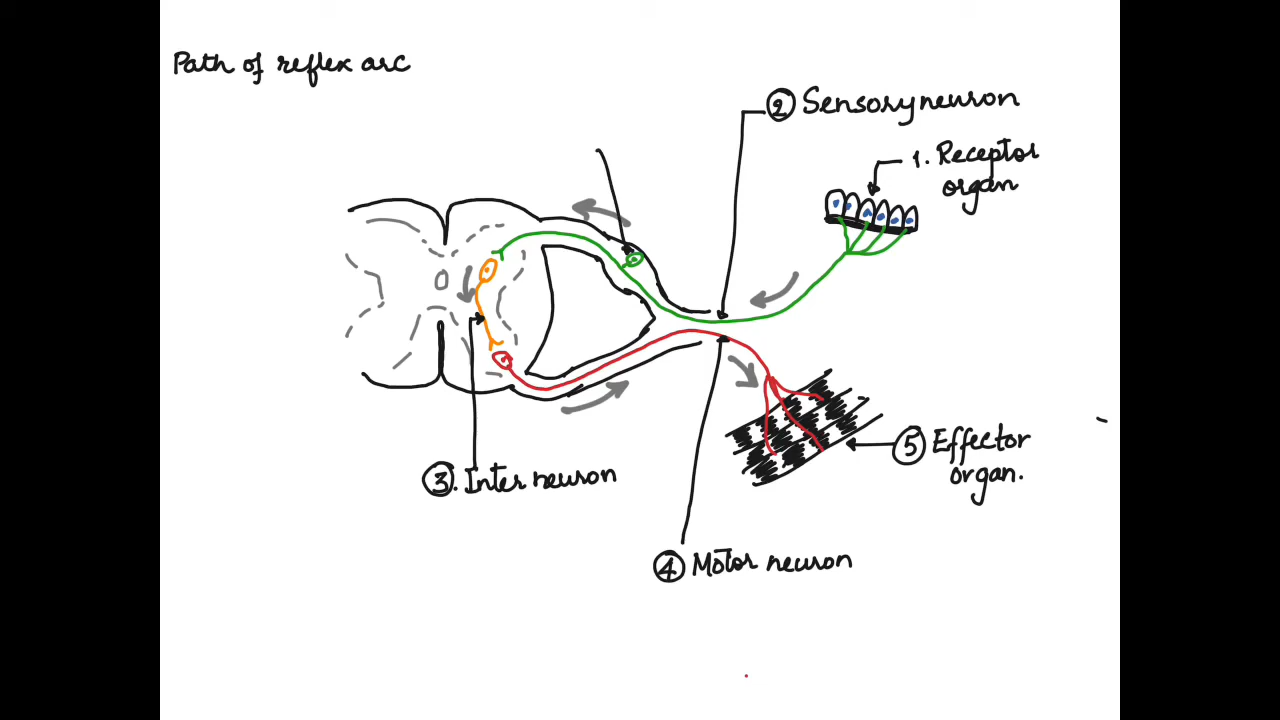 Path of reflex arc
② Sensory neuron
1. Receptor
organ
③. Inter neuron
⑤ Effector
organ.
④ Motor neuron